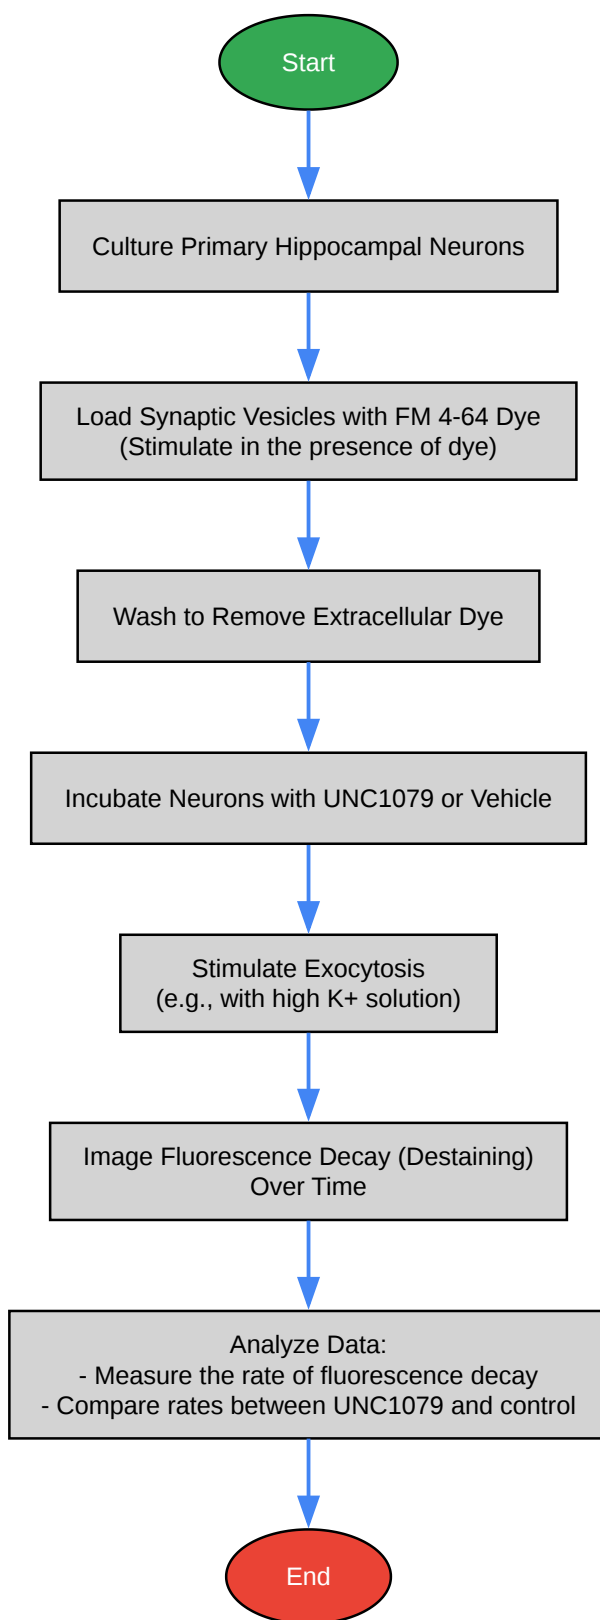 Start
Culture Primary Hippocampal Neurons
Load Synaptic Vesicles with FM 4-64 Dye
(Stimulate in the presence of dye)
Wash to Remove Extracellular Dye
Incubate Neurons with UNC1079 or Vehicle
Stimulate Exocytosis
(e.g., with high K+ solution)
Image Fluorescence Decay (Destaining)
Over Time
Analyze Data:
- Measure the rate of fluorescence decay
- Compare rates between UNC1079 and control
End